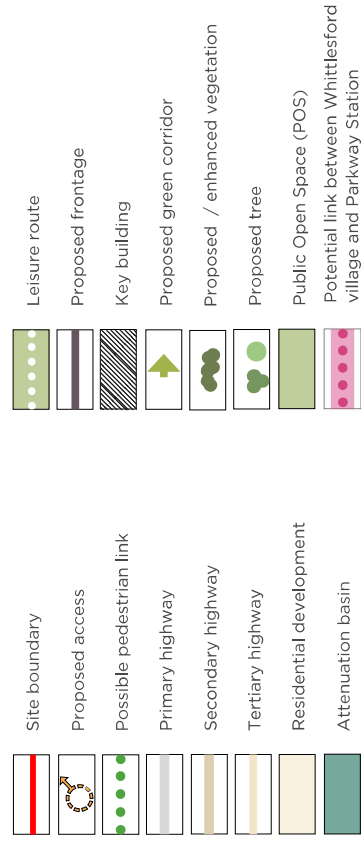 Site boundary
Proposed access
Possible pedestrian link
Primary highway
Secondary highway
Tertiary highway
Residential development
Attenuation basin
Leisure route
Proposed frontage
Key building
Proposed green corridor
Proposed / enhanced vegetation
Proposed tree
Public Open Space (POS)
Potential link between Whittlesford
village and Parkway Station